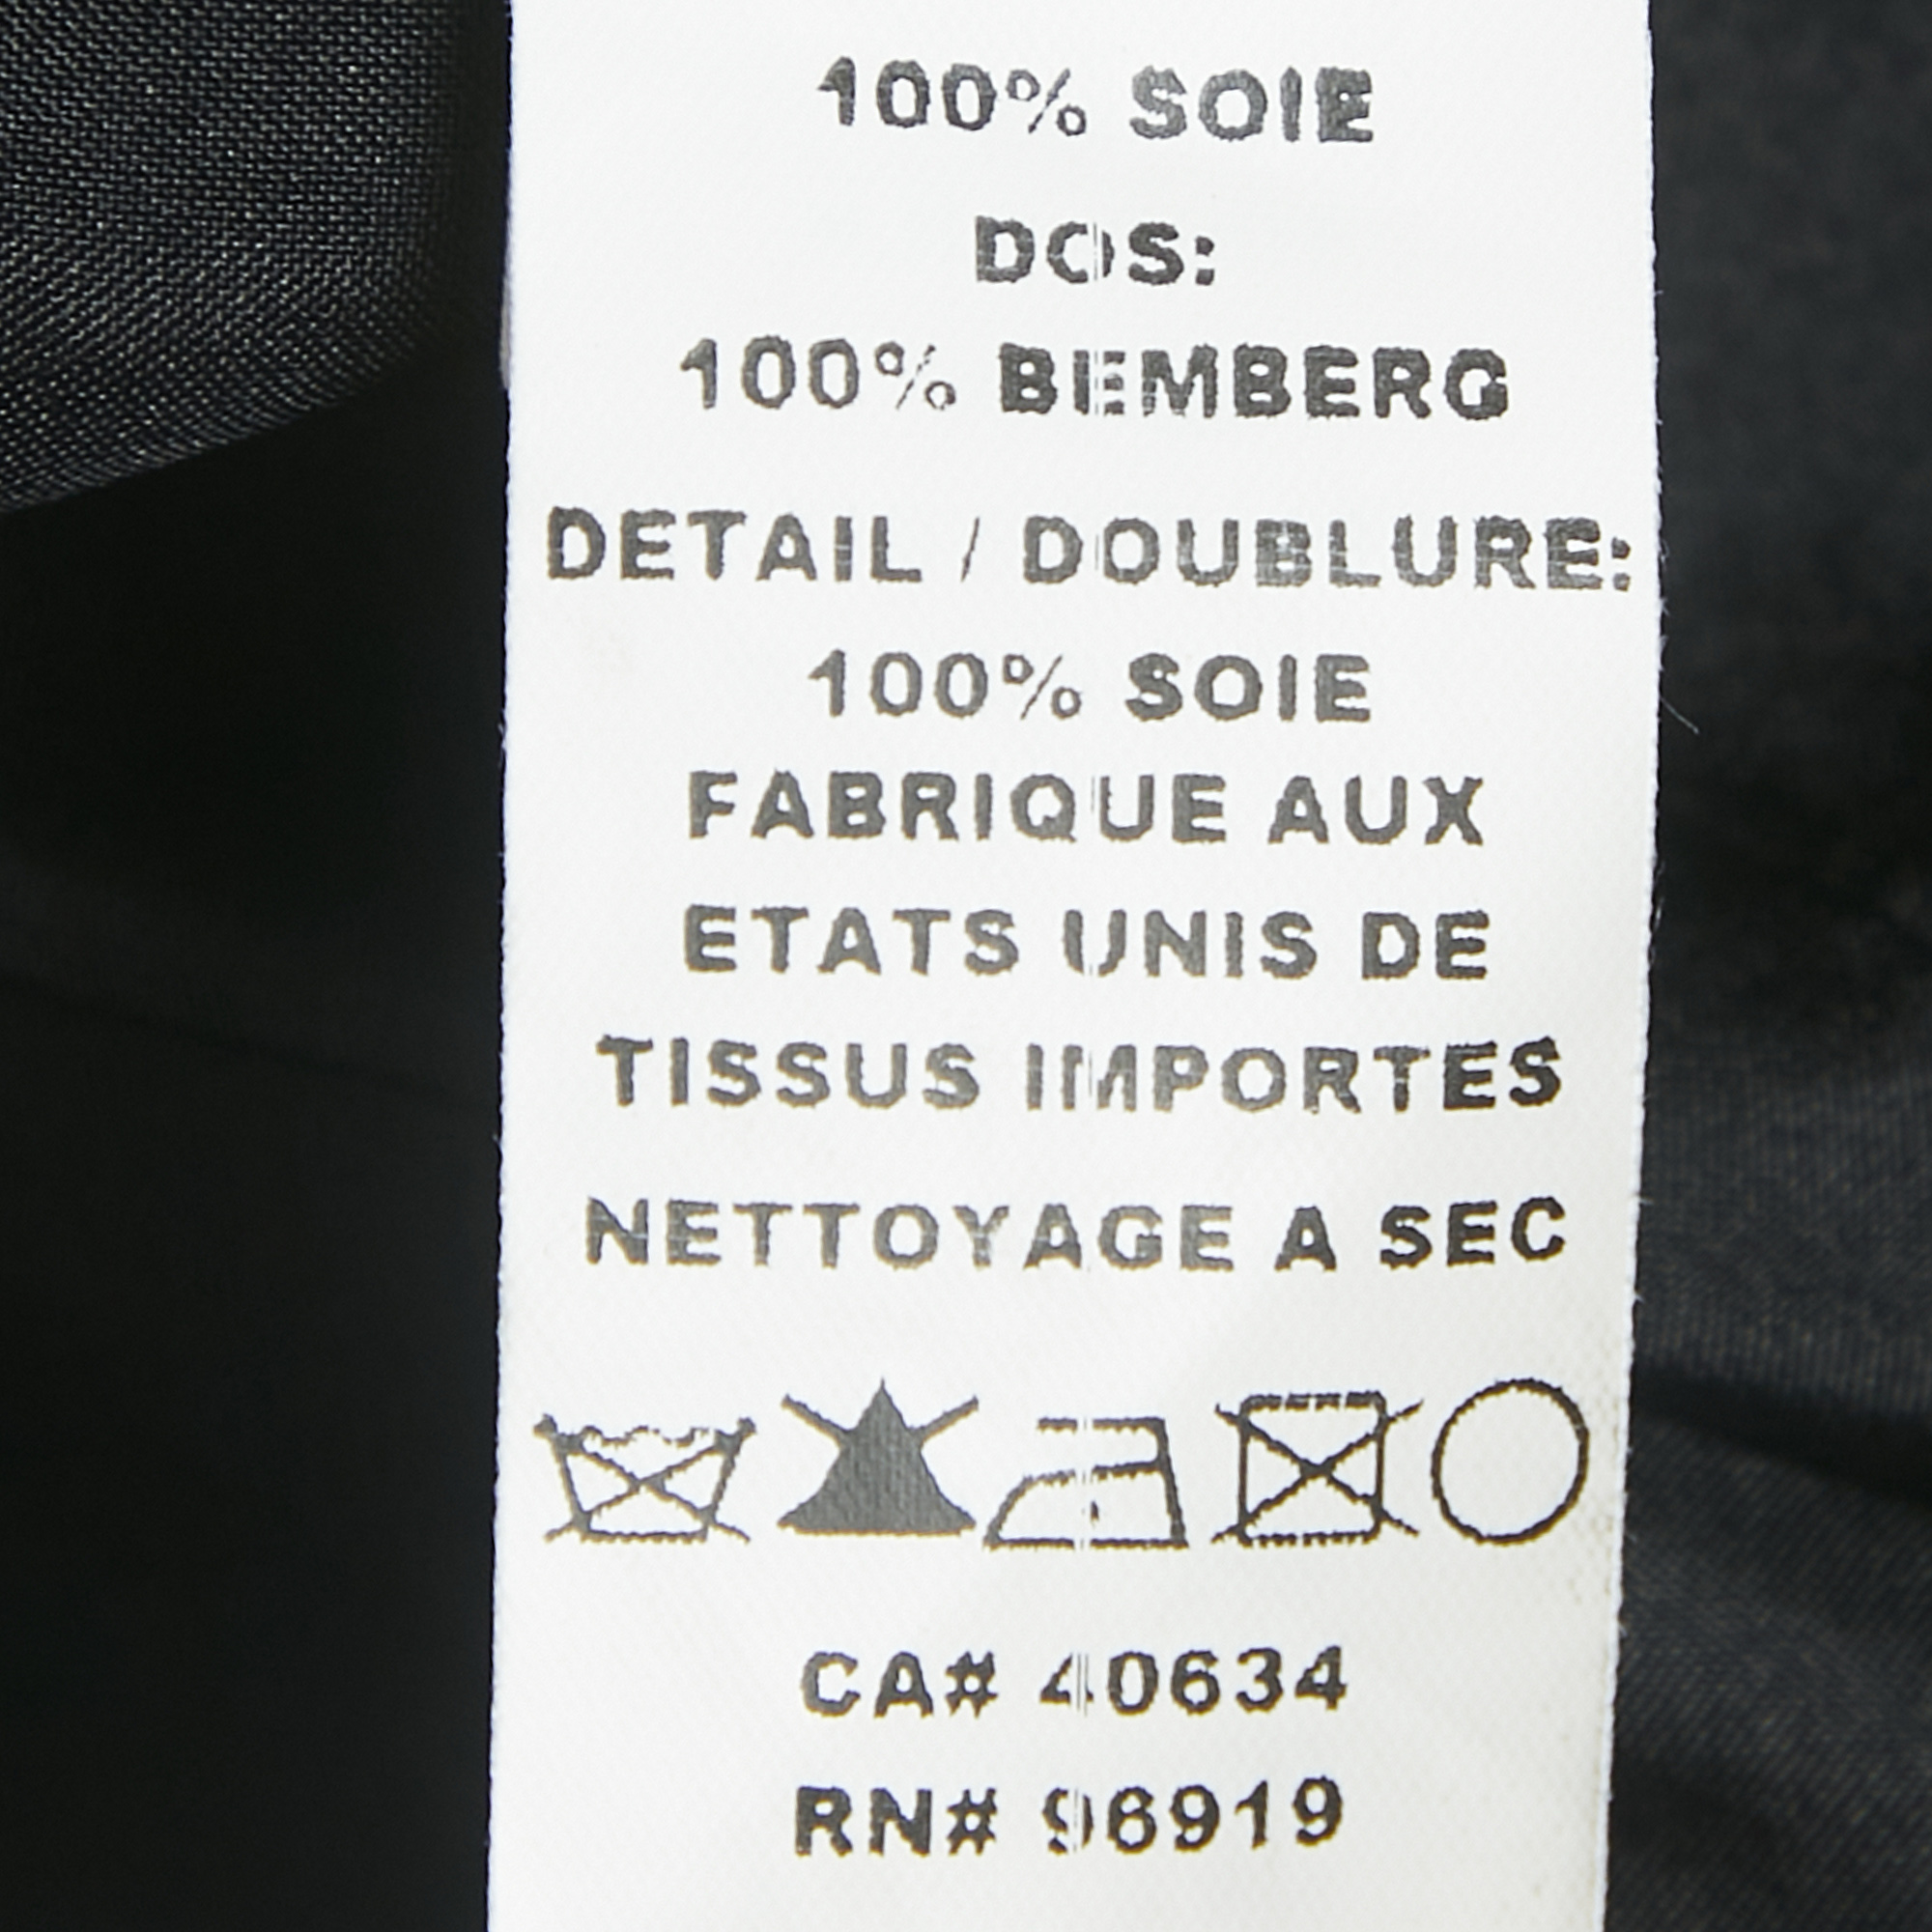 100% SOIE
DOS:
100% BEMBERG
DETAIL / DOUBLURE:
100% SOIE
FABRIQUE AUX
ETATS UNIS DE
TISSUS IMPORTES
NETTOYAGE A SEC
CA# 40634
RN# 96919